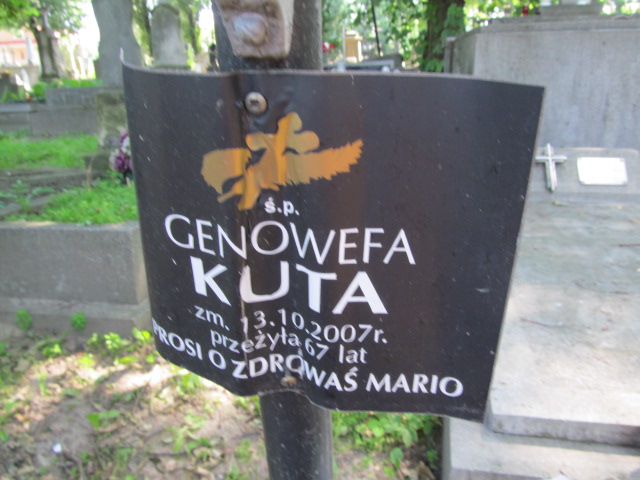 ś.p.
GENOWEFA
KUTA
zm. 13.10.2007r.
przeżyła 67 lat
PROSI O ZDROWAŚ MARIO